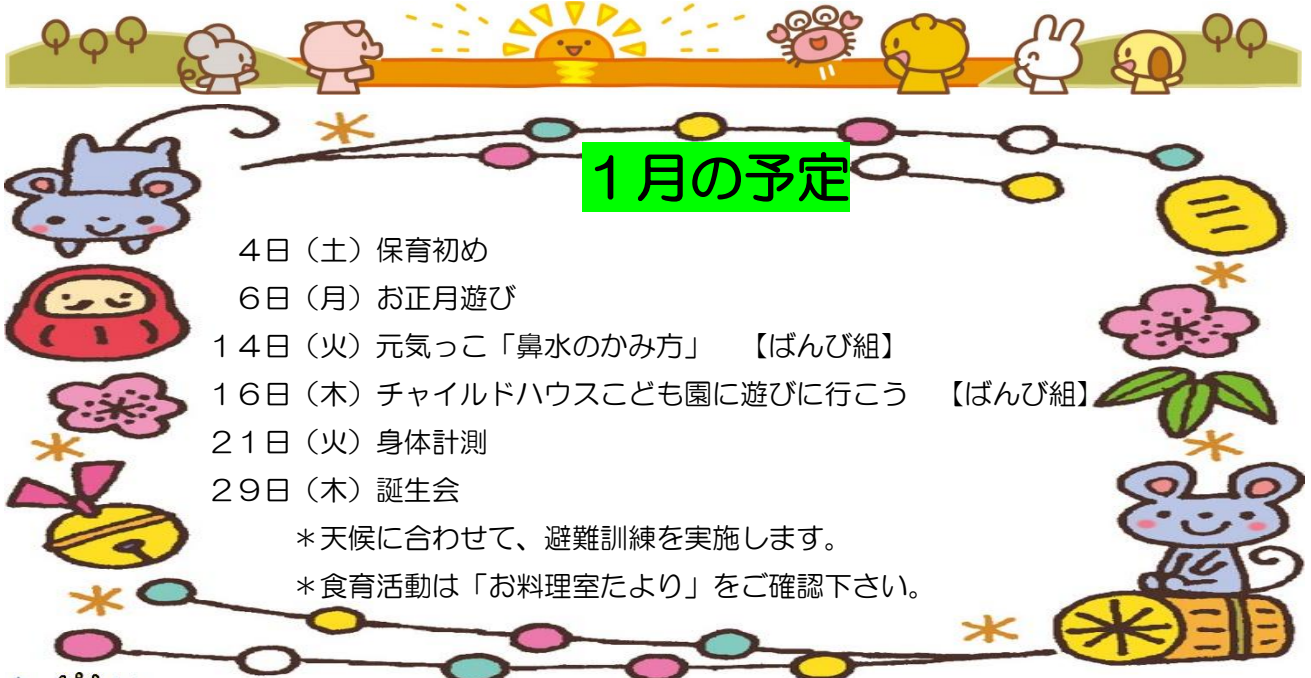 １月の予定
４日（土）保育初め
６日（月）お正月遊び
１４日（火）元気っこ「鼻水のかみ方」　【ばんび組】
１６日（木）チャイルドハウスこども園に遊びに行こう　【ばんび組】
２１日（火）身体計測
２９日（木）誕生会
＊天候に合わせて、避難訓練を実施します。
＊食育活動は「お料理室たより」をご確認下さい。